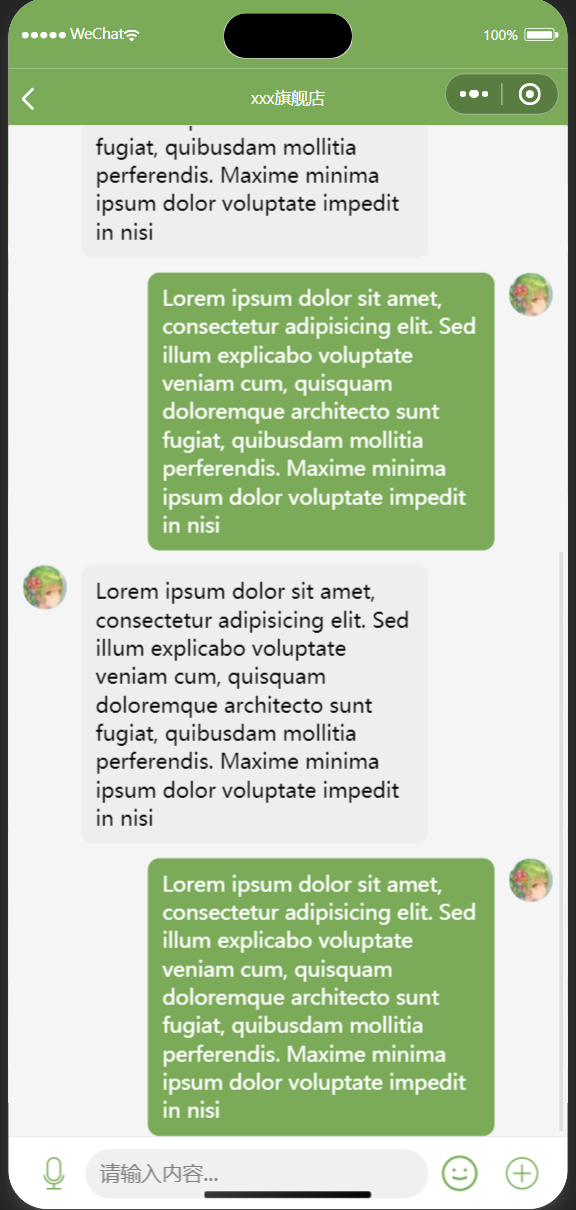 WeChat 100%
xxx旗舰店
fugiat, quibusdam mollitia
perferendis. Maxime minima
ipsum dolor voluptate impedit
in nisi
Lorem ipsum dolor sit amet,
consectetur adipisicing elit. Sed
illum explicabo voluptate
veniam cum, quisquam
doloremque architecto sunt
fugiat, quibusdam mollitia
perferendis. Maxime minima
ipsum dolor voluptate impedit
in nisi
Lorem ipsum dolor sit amet,
consectetur adipisicing elit. Sed
illum explicabo voluptate
veniam cum, quisquam
doloremque architecto sunt
fugiat, quibusdam mollitia
perferendis. Maxime minima
ipsum dolor voluptate impedit
in nisi
Lorem ipsum dolor sit amet,
consectetur adipisicing elit. Sed
illum explicabo voluptate
veniam cum, quisquam
doloremque architecto sunt
fugiat, quibusdam mollitia
perferendis. Maxime minima
ipsum dolor voluptate impedit
in nisi
请输入内容...